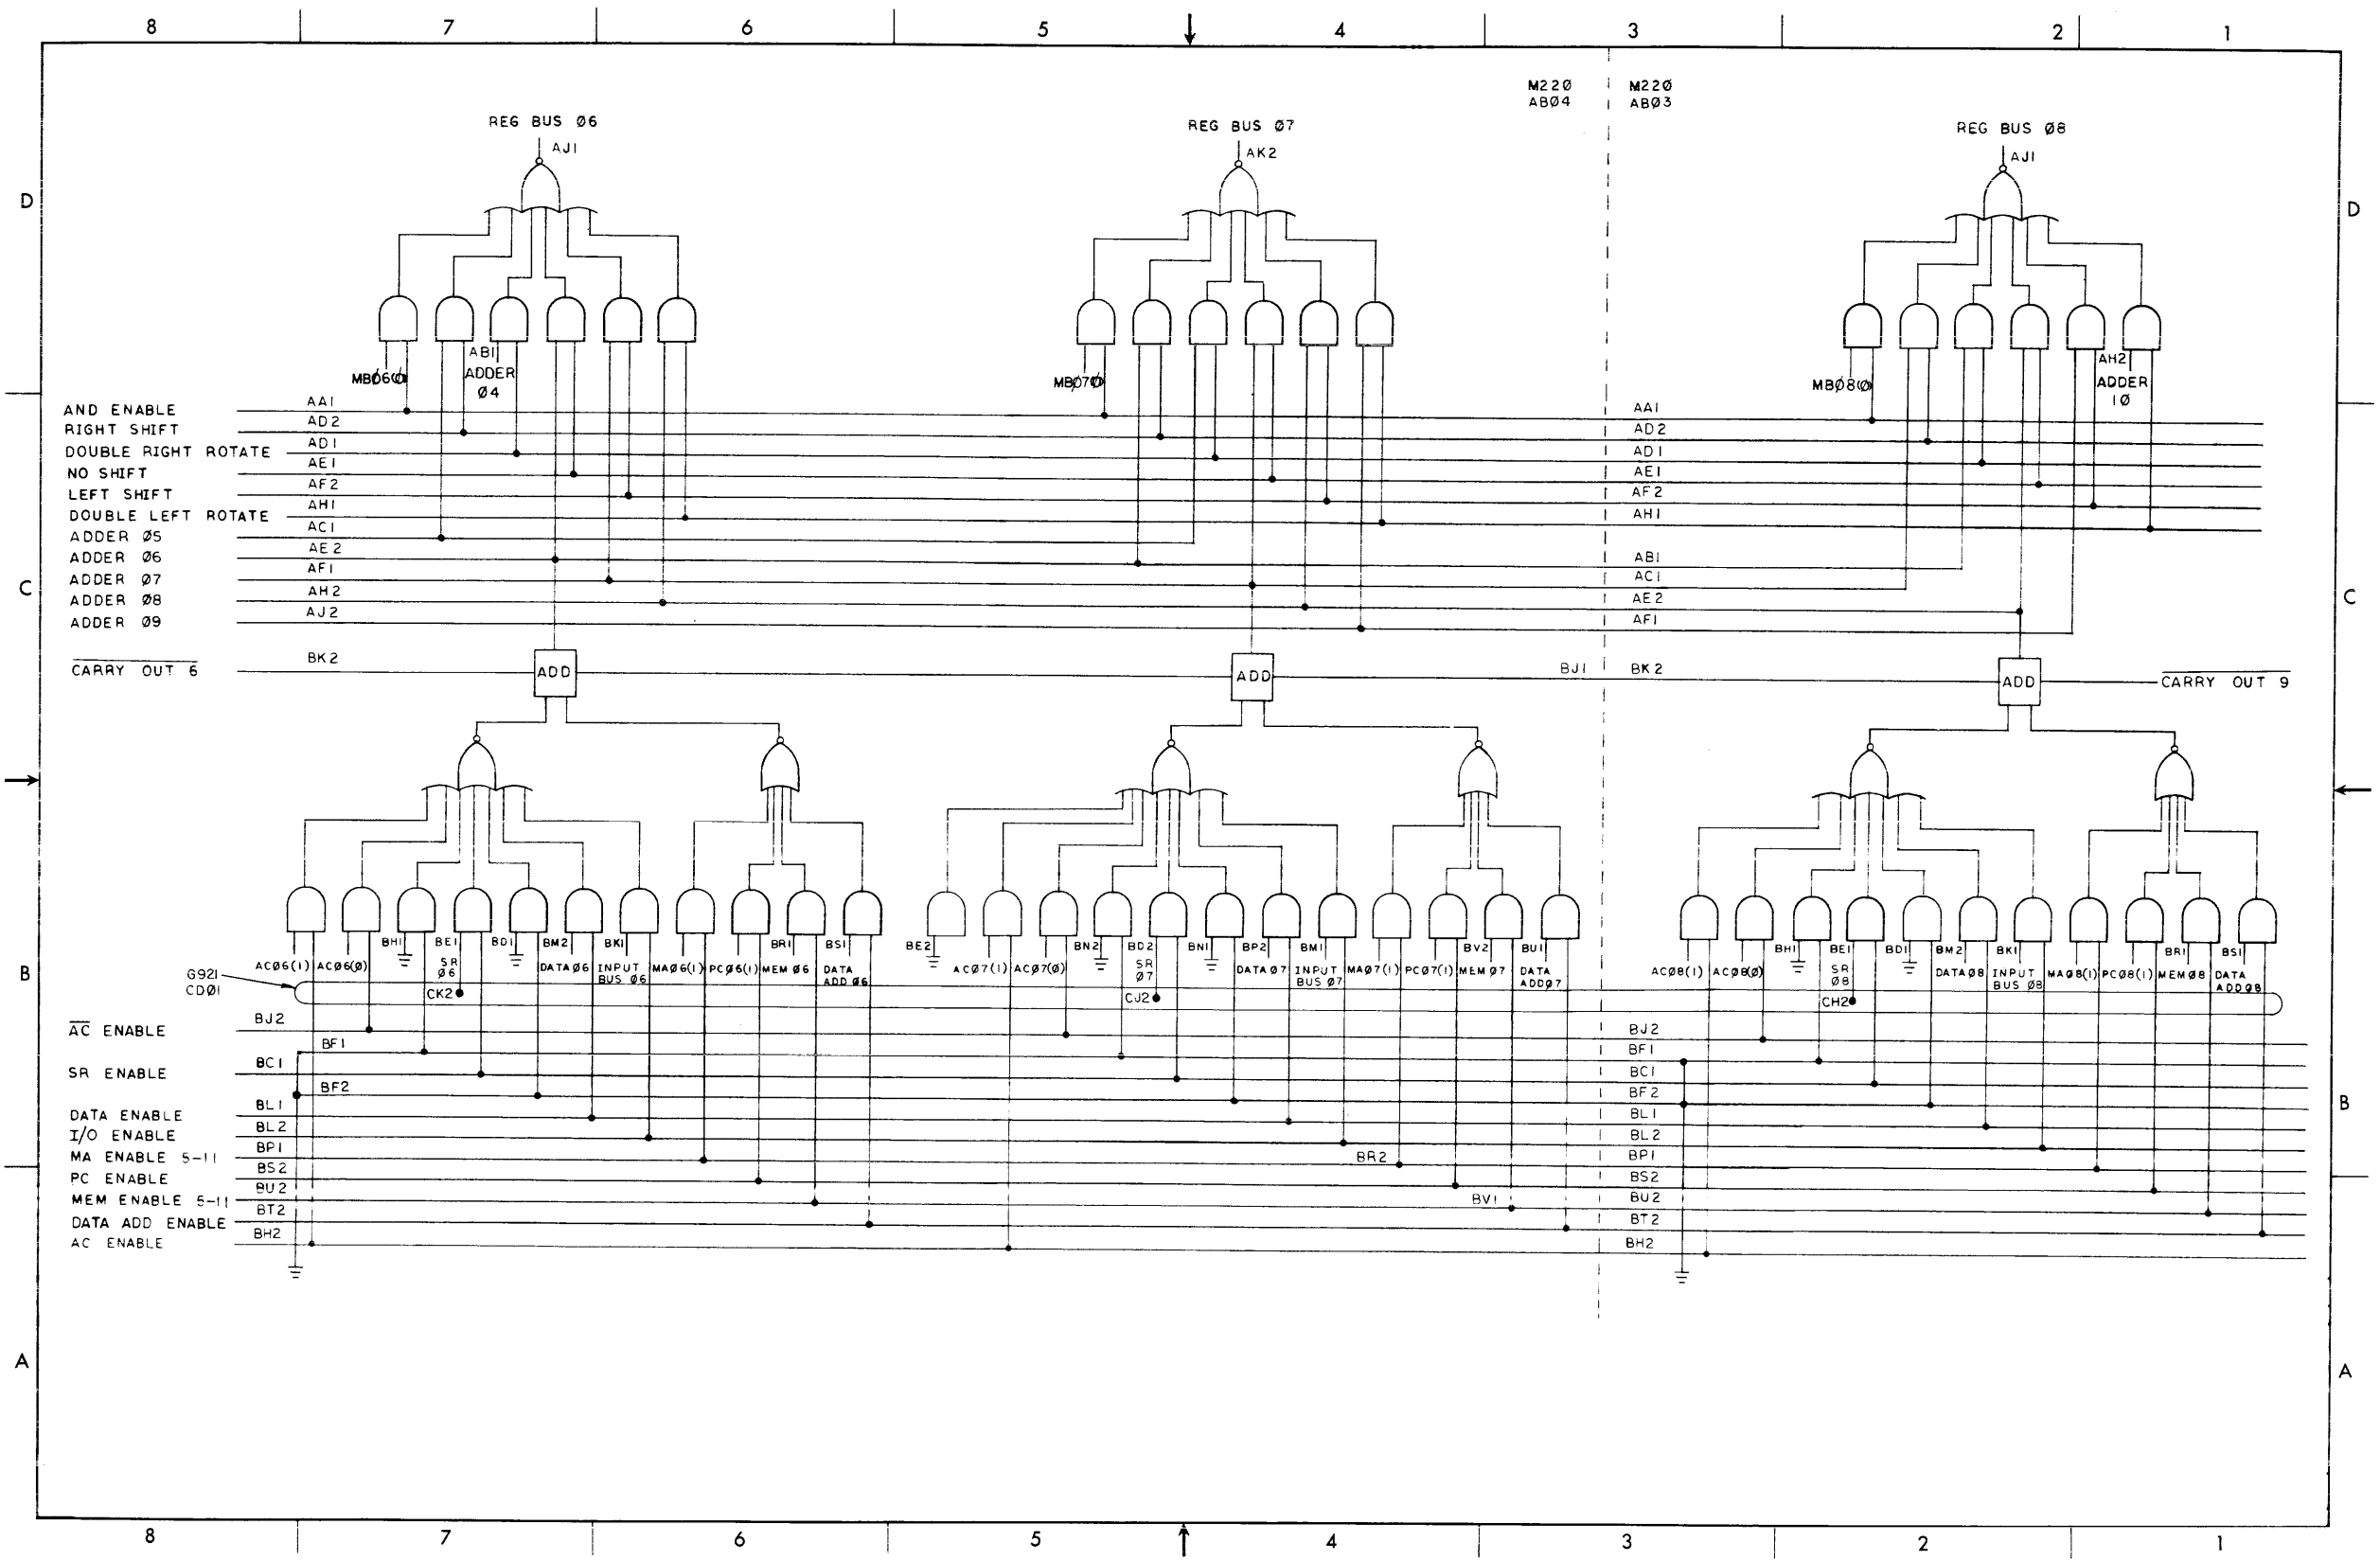 8 7 6 5 4 3 2 1
M220 M220
ABØ4 ABØ3
REG BUS Ø6 REG BUS Ø7 REG BUS Ø8
AJ1 AK2 AJ1
D D
AB1 AH2
MBØ6(Ø) ADDER MBØ7(Ø) MBØ8(Ø) ADDER
Ø4 1Ø
AND ENABLE AA1 AA1
RIGHT SHIFT AD2 AD2
DOUBLE RIGHT ROTATE AD1 AD1
NO SHIFT AE1 AE1
LEFT SHIFT AF2 AF2
DOUBLE LEFT ROTATE AH1 AH1
ADDER Ø5 AC1
ADDER Ø6 AE2 AB1
ADDER Ø7 AF1 AC1
C C
ADDER Ø8 AH2 AE2
ADDER Ø9 AJ2 AF1
CARRY OUT 6 BK2 ADD ADD BJ1 BK2 ADD CARRY OUT 9
BH1 BE1 BD1 BM2 BK1 BR1 BS1 BE2 BN2 BD2 BN1 BP2 BM1 BV2 BU1 BH1 BE1 BD1 BM2 BK1 BR1 BS1
ACØ6(1) ACØ6(Ø) SR Ø6 DATAØ6 INPUT BUS Ø6 MAØ6(1) PCØ6(1) MEM Ø6 DATA ADD Ø6
ACØ7(1) ACØ7(Ø) SR Ø7 DATAØ7 INPUT BUS Ø7 MAØ7(1) PCØ7(1) MEM Ø7 DATA ADDØ7
ACØ8(1) ACØ8(Ø) SR Ø8 DATAØ8 INPUT BUS Ø8 MAØ8(1) PCØ8(1) MEMØ8 DATA ADDØ8
B
G921
CDØ1
CK2 CJ2 CH2
AC ENABLE BJ2 BJ2
BF1 BF1
SR ENABLE BC1 BC1
BF2 BF2
DATA ENABLE BL1 BL1
B
I/O ENABLE BL2 BL2
MA ENABLE 5-11 BP1 BR2 BP1
PC ENABLE BS2 BS2
MEM ENABLE 5-11 BU2 BV1 BU2
DATA ADD ENABLE BT2 BT2
AC ENABLE BH2 BH2
A A
8 7 6 5 4 3 2 1